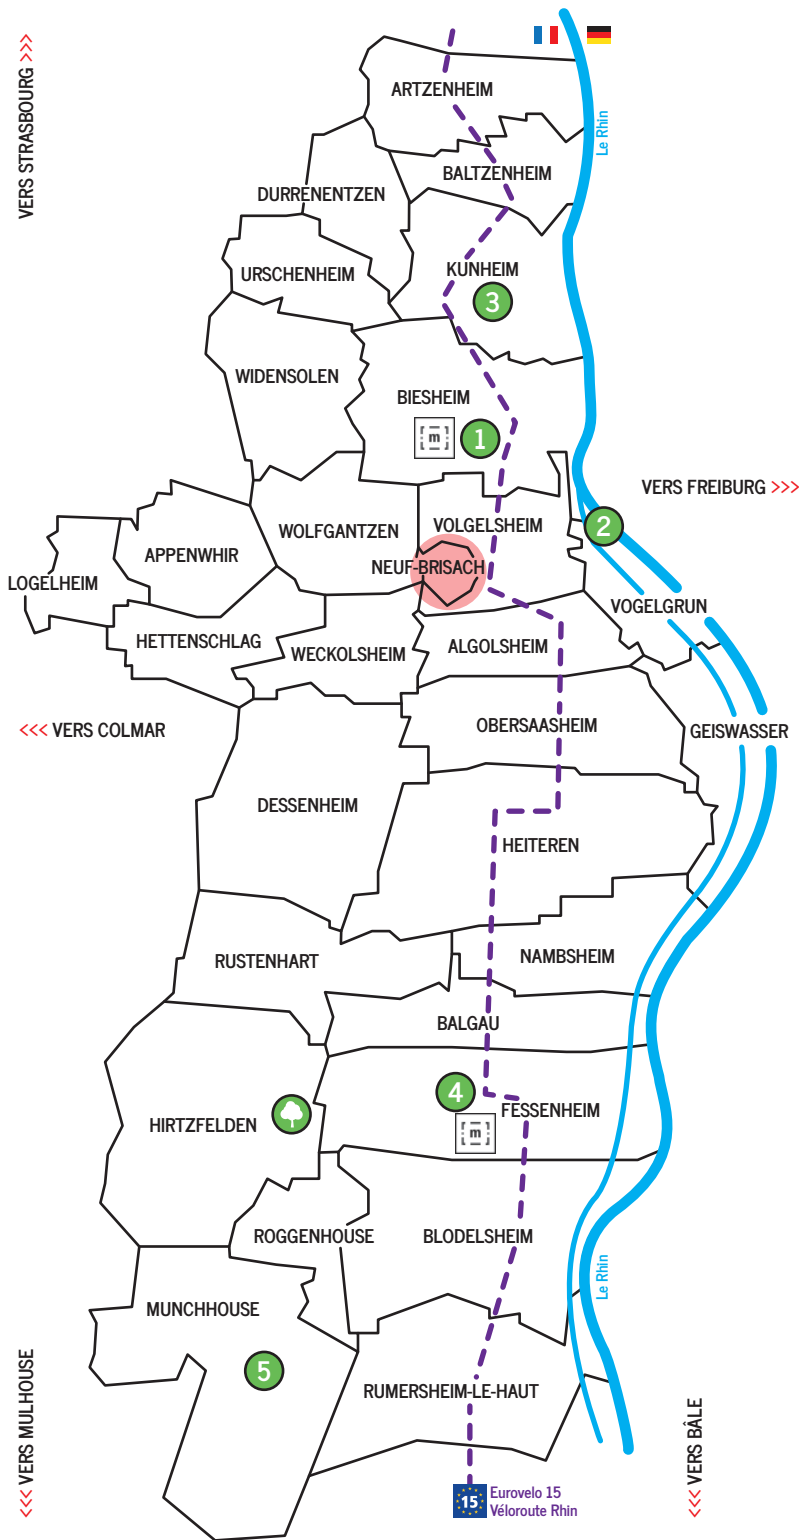 VERS STRASBOURG >>>
Le Rhin
ARTZENHEIM
BALTZENHEIM
DURRENENTZEN
URSCHENHEIM
KUNHEIM
3
WIDENSOLEN
BIESHEIM
m
1
VERS FREIBURG >>>
WOLFGANTZEN
VOLGELSHEIM
2
APPENWHIR
LOGELHEIM
NEUF-BRISACH
VOGELGRUN
HETTENSCHLAG
WECKOLSHEIM
ALGOLSHEIM
<<< VERS COLMAR
OBERSAASHEIM
GEISWASSER
DESSENHEIM
HEITEREN
RUSTENHART
NAMBSHEIM
BALGAU
4
FESSENHEIM
HIRTZFELDEN
m
ROGGENHOUSE
BLODELSHEIM
Le Rhin
MUNCHHOUSE
5
RUMERSHEIM-LE-HAUT
<<< VERS MULHOUSE
<<< VERS BÂLE
15
Eurovelo 15
Véloroute Rhin